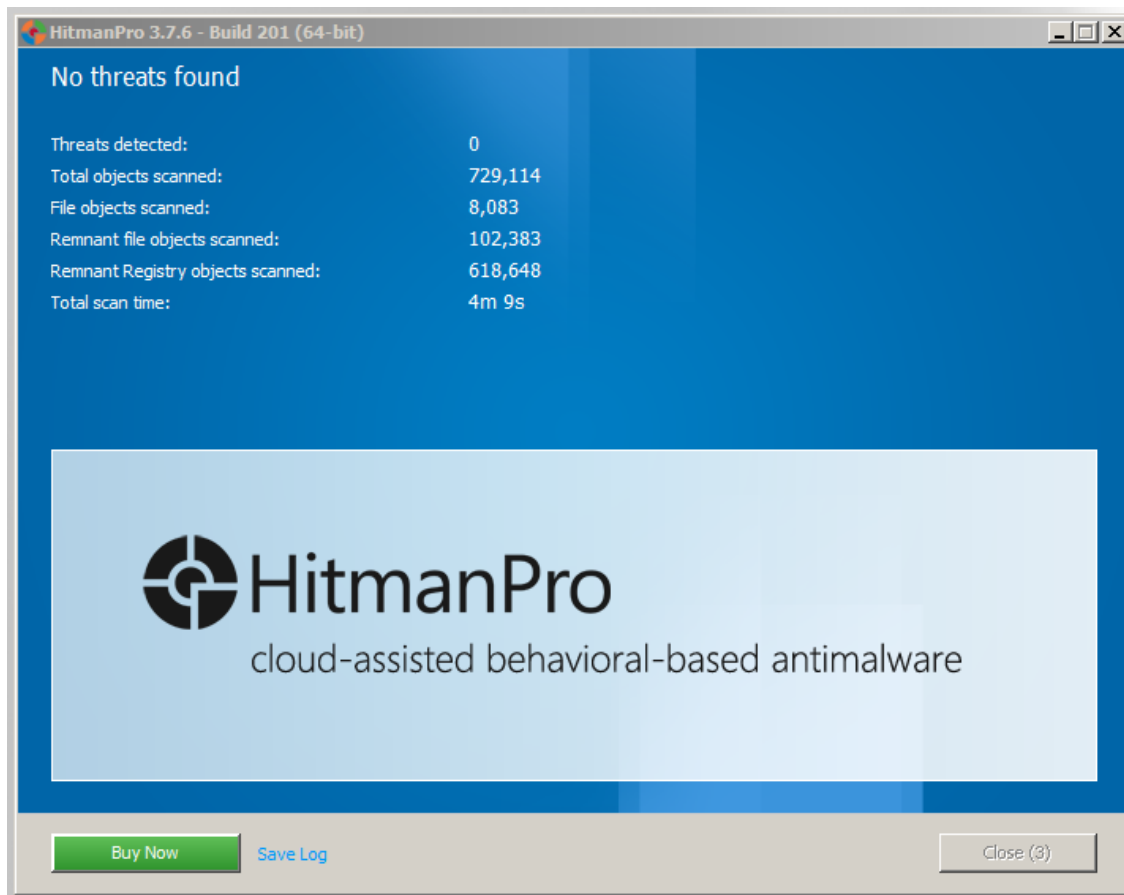 HitmanPro 3.7.6 - Build 201 (64-bit)
No threats found
Threats detected: 0
Total objects scanned: 729,114
File objects scanned: 8,083
Remnant file objects scanned: 102,383
Remnant Registry objects scanned: 618,648
Total scan time: 4m 9s
HitmanPro
cloud-assisted behavioral-based antimalware
Buy Now Save Log Close (3)